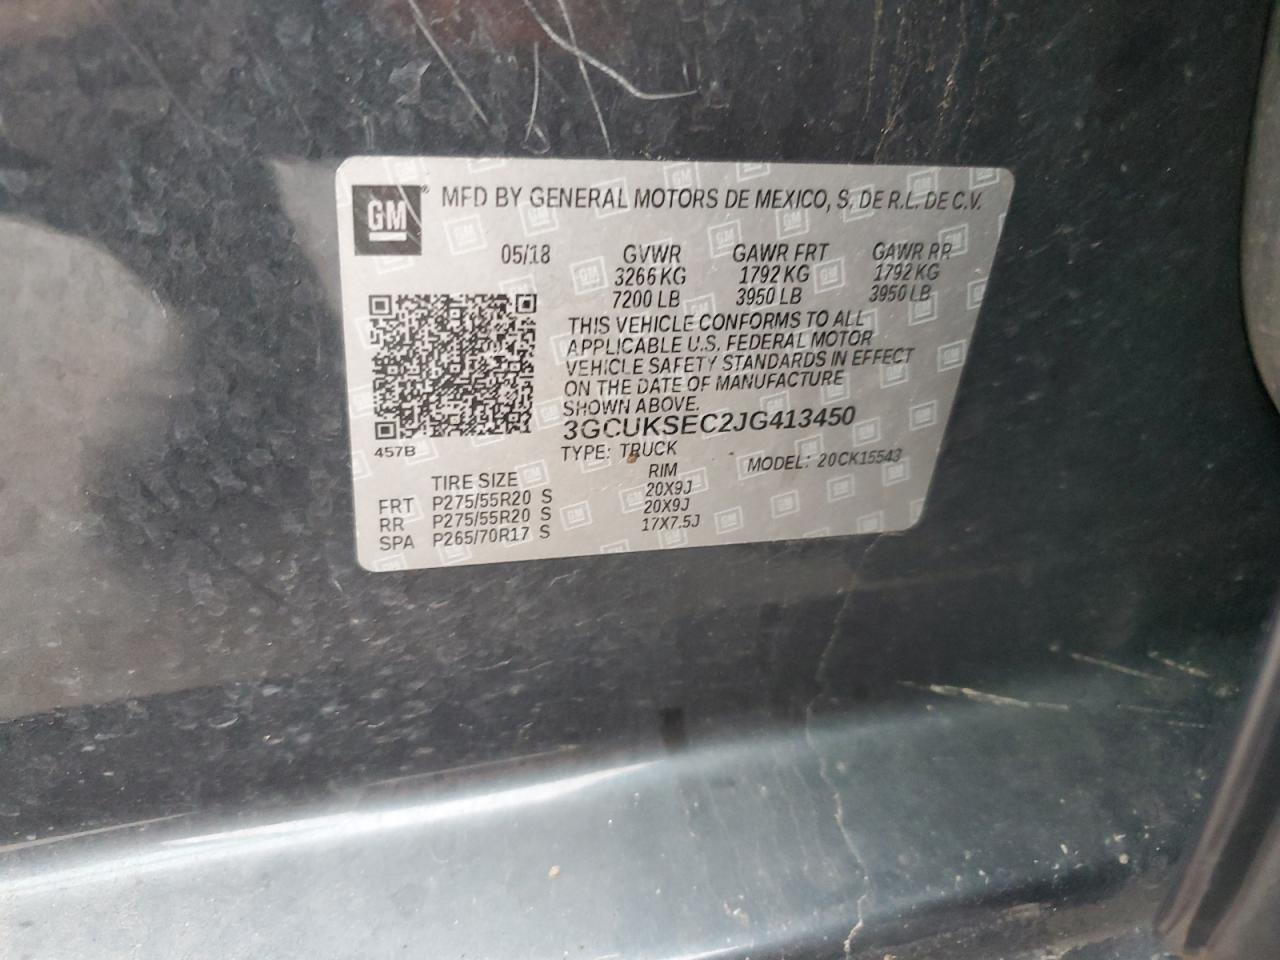 GM® MFD BY GENERAL MOTORS DE MEXICO, S. DE R.L. DE C.V.
05/18 GVWR GAWR FRT GAWR RR
3266 KG 1792 KG 1792 KG
7200 LB 3950 LB 3950 LB
THIS VEHICLE CONFORMS TO ALL
APPLICABLE U.S. FEDERAL MOTOR
VEHICLE SAFETY STANDARDS IN EFFECT
ON THE DATE OF MANUFACTURE
SHOWN ABOVE.
3GCUKSEC2JG413450
457B
TYPE: TRUCK MODEL: 20CK15543
TIRE SIZE RIM
FRT P275/55R20 S 20X9J
RR P275/55R20 S 20X9J
SPA P265/70R17 S 17X7.5J